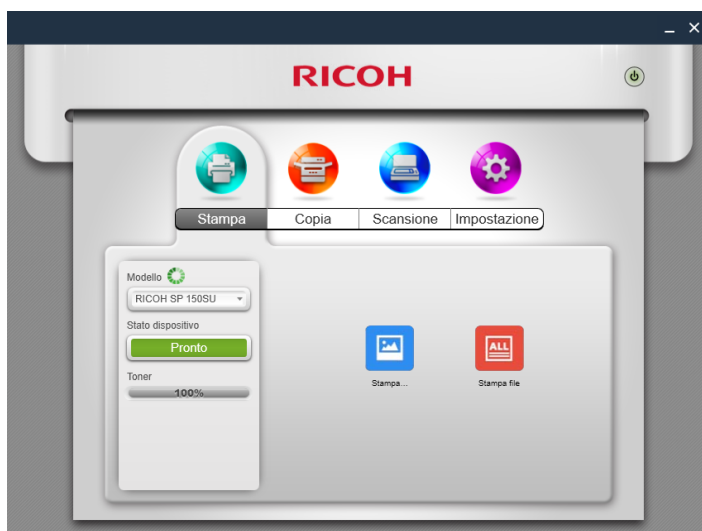 RICOH
Stampa Copia Scansione Impostazione
Modello
RICOH SP 150SU
Stato dispositivo
Pronto
Toner
100%
ALL
Stampa... Stampa file